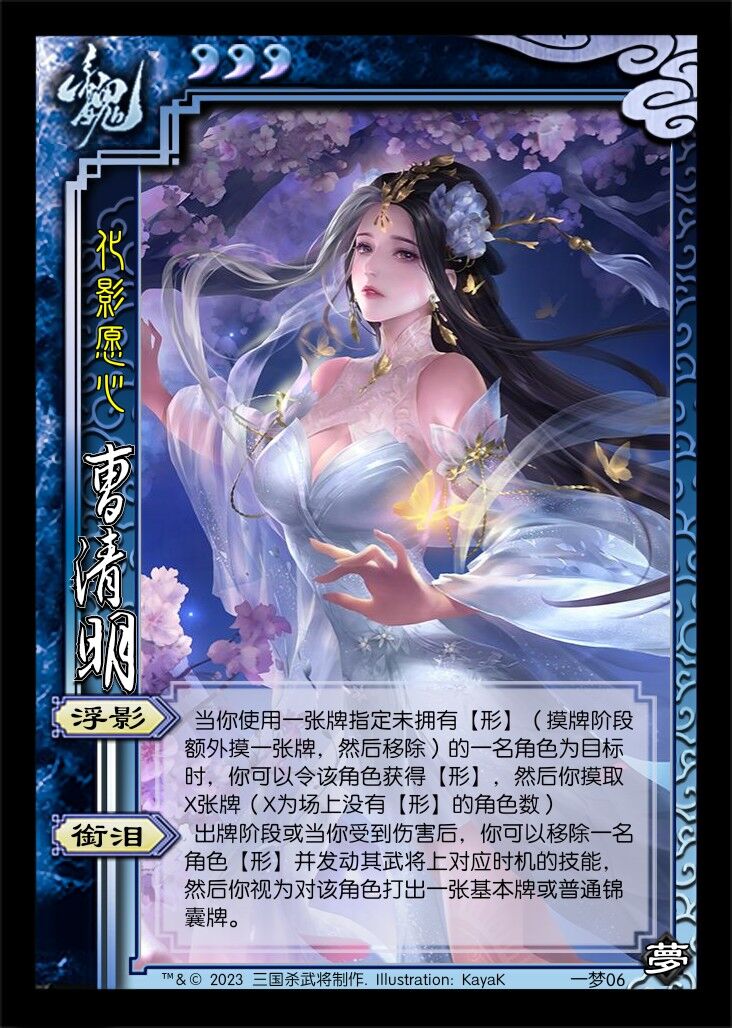 魏
化影愿心
曹清明
浮影
当你使用一张牌指定未拥有【形】（摸牌阶段
额外摸一张牌，然后移除）的一名角色为目标
时，你可以令该角色获得【形】，然后你摸取
X张牌（X为场上没有【形】的角色数）
衔泪
出牌阶段或当你受到伤害后，你可以移除一名
角色【形】并发动其武将上对应时机的技能，
然后你视为对该角色打出一张基本牌或普通锦
囊牌。
夢
™&© 2023 三国杀武将制作. Illustration: KayaK
一梦06